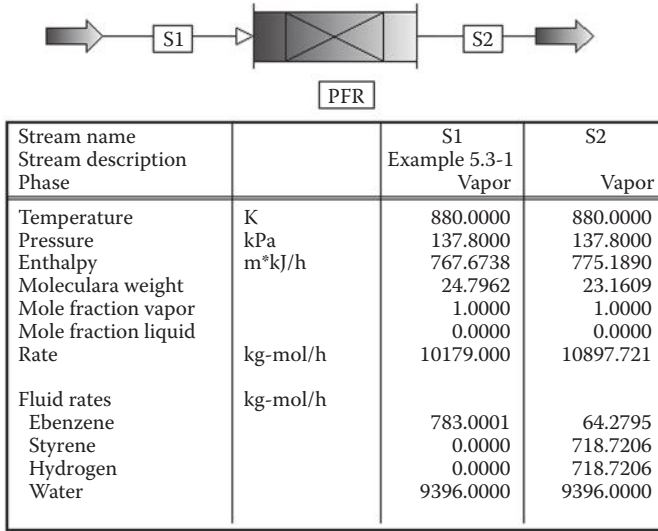 S1
S2
PFR
Stream name S1 S2
Stream description Example 5.3-1
Phase Vapor Vapor
Temperature K 880.0000 880.0000
Pressure kPa 137.8000 137.8000
Enthalpy m*kJ/h 767.6738 775.1890
Moleculara weight 24.7962 23.1609
Mole fraction vapor 1.0000 1.0000
Mole fraction liquid 0.0000 0.0000
Rate kg-mol/h 10179.000 10897.721
Fluid rates kg-mol/h
Ebenzene 783.0001 64.2795
Styrene 0.0000 718.7206
Hydrogen 0.0000 718.7206
Water 9396.0000 9396.0000